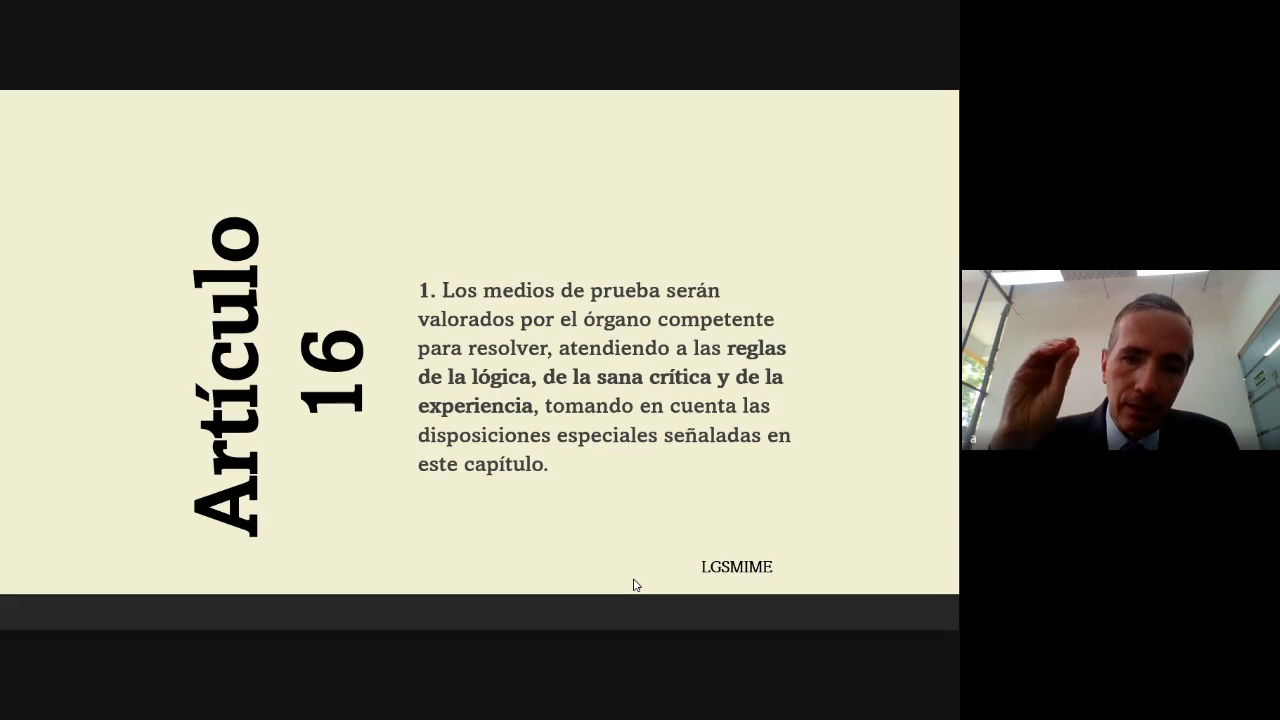 Artículo
16
1. Los medios de prueba serán
valorados por el órgano competente
para resolver, atendiendo a las reglas
de la lógica, de la sana crítica y de la
experiencia, tomando en cuenta las
disposiciones especiales señaladas en
este capítulo.
LGSMIME
a